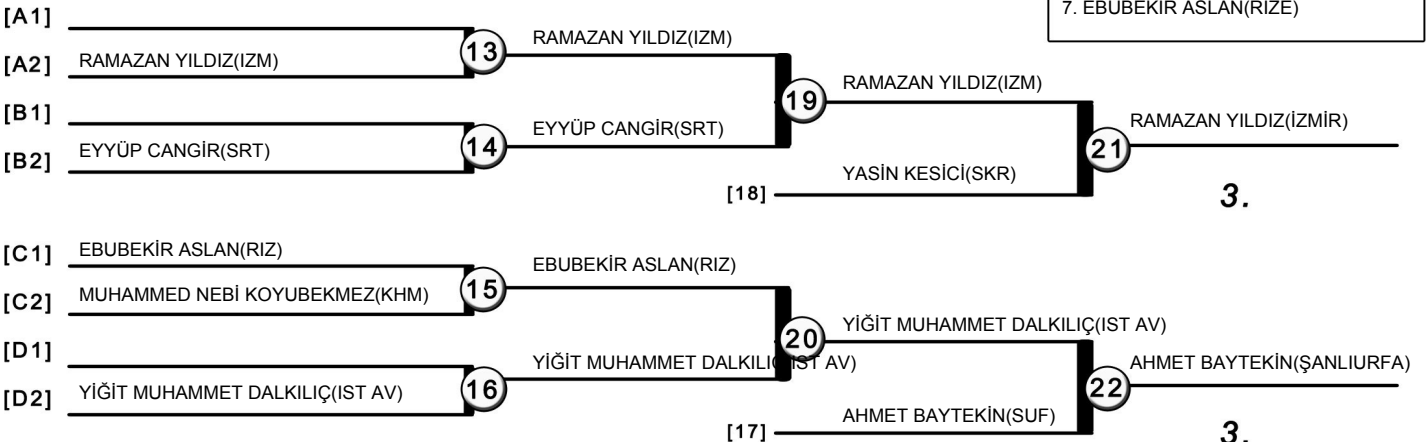 7. EBUBEKİR ASLAN(RİZE)
[A1]
13
RAMAZAN YILDIZ(IZM)
[A2] RAMAZAN YILDIZ(IZM)
19
RAMAZAN YILDIZ(IZM)
[B1]
14
EYYÜP CANGİR(SRT)
[B2] EYYÜP CANGİR(SRT)
21
RAMAZAN YILDIZ(İZMİR)
[18] YASİN KESİCİ(SKR)
3.
[C1] EBUBEKİR ASLAN(RIZ)
15
EBUBEKİR ASLAN(RIZ)
[C2] MUHAMMED NEBİ KOYUBEKMEZ(KHM)
20
YİĞİT MUHAMMET DALKILIÇ(IST AV)
[D1]
16
YİĞİT MUHAMMET DALKILIÇ(IST AV)
[D2] YİĞİT MUHAMMET DALKILIÇ(IST AV)
22
AHMET BAYTEKİN(ŞANLIURFA)
[17] AHMET BAYTEKİN(SUF)
3.